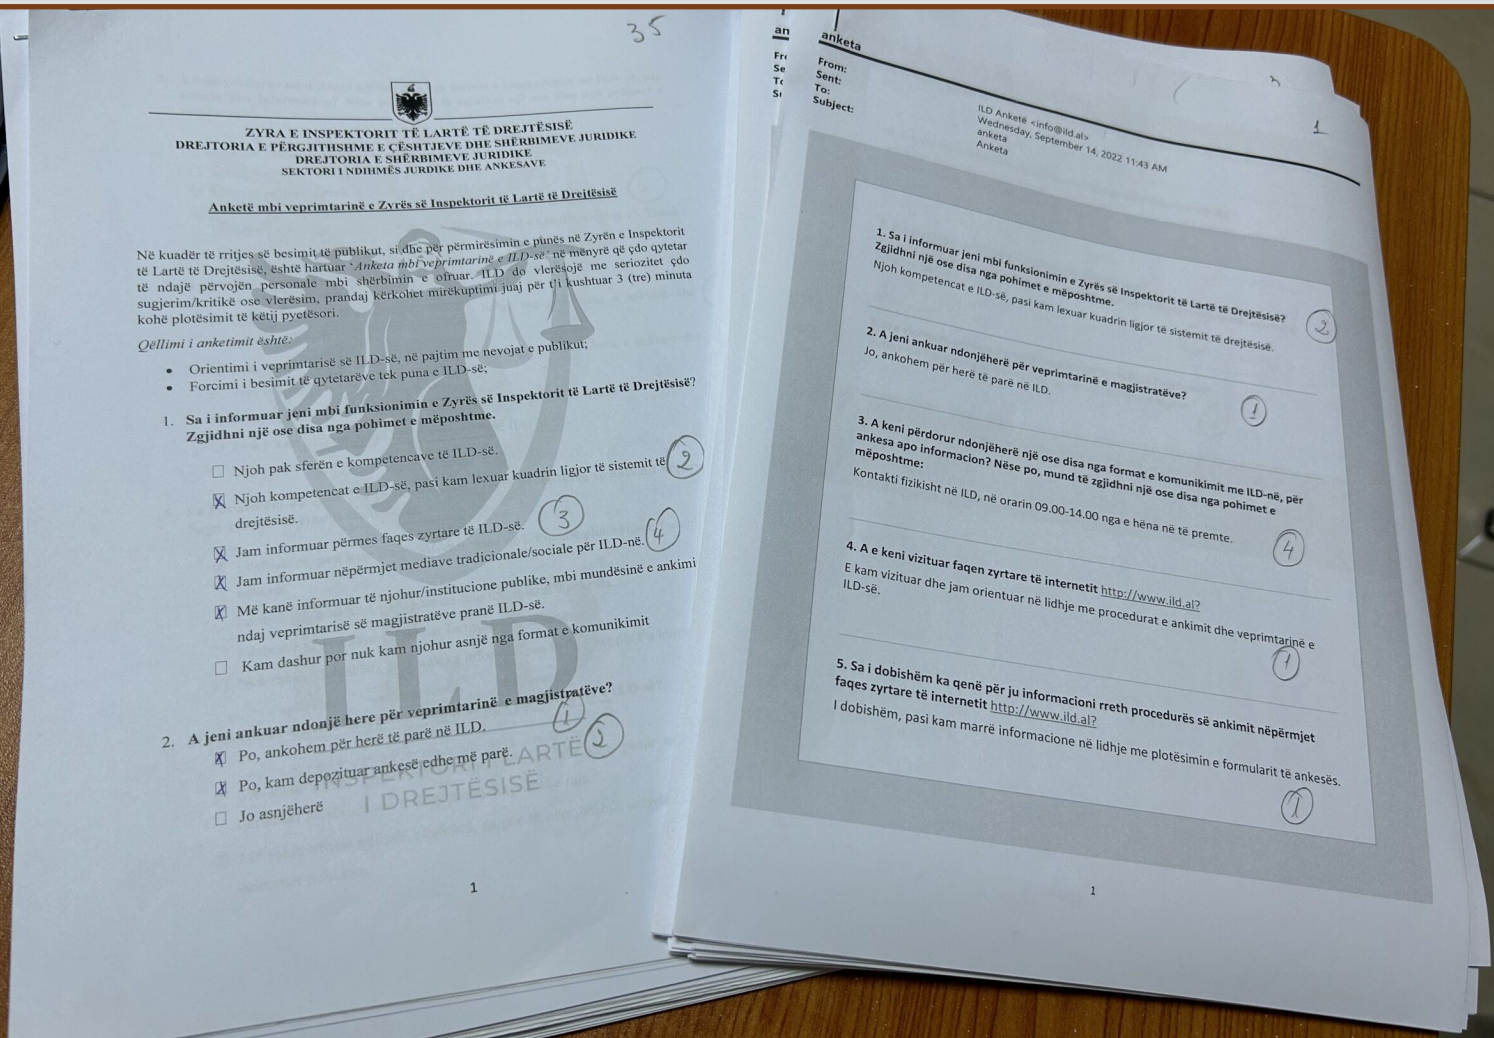 35
ZYRA E INSPEKTORIT TË LARTË TË DREJTËSISË
DREJTORIA E PËRGJITHSHME E ÇËSHTJEVE DHE SHËRBIMEVE JURIDIKE
DREJTORIA E SHËRBIMEVE JURIDIKE
SEKTORI I NDIHMËS JURDIKE DHE ANKESAVE
Anketë mbi veprimtarinë e Zyrës së Inspektorit të Lartë të Drejtësisë
Në kuadër të rritjes së besimit të publikut, si dhe për përmirësimin e punës në Zyrën e Inspektorit
të Lartë të Drejtësisë, është hartuar 'Anketa mbi veprimtarinë e ILD-së' në mënyrë që çdo qytetar
të ndajë përvojën personale mbi shërbimin e ofruar. ILD do vlerësojë me seriozitet çdo
sugjerim/kritikë ose vlerësim, prandaj kërkohet mirëkuptimi juaj për t'i kushtuar 3 (tre) minuta
kohë plotësimit të këtij pyetësori.
Qëllimi i anketimit është:
• Orientimi i veprimtarisë së ILD-së, në pajtim me nevojat e publikut;
• Forcimi i besimit të qytetarëve tek puna e ILD-së;
1. Sa i informuar jeni mbi funksionimin e Zyrës së Inspektorit të Lartë të Drejtësisë?
Zgjidhni një ose disa nga pohimet e mëposhtme.
☐ Njoh pak sferën e kompetencave të ILD-së.
☒ Njoh kompetencat e ILD-së, pasi kam lexuar kuadrin ligjor të sistemit të 2
drejtësisë.
☒ Jam informuar përmes faqes zyrtare të ILD-së. 3
☒ Jam informuar nëpërmjet mediave tradicionale/sociale për ILD-në. 4
☒ Më kanë informuar të njohur/institucione publike, mbi mundësinë e ankimi
ndaj veprimtarisë së magjistratëve pranë ILD-së.
☐ Kam dashur por nuk kam njohur asnjë nga format e komunikimit
ILD
2. A jeni ankuar ndonjë here për veprimtarinë e magjistratëve?
☒ Po, ankohem për herë të parë në ILD. 1
☒ Po, kam depozituar ankesë edhe më parë. 2
INSPEKTORI I LARTË
☐ Jo asnjëherë
I DREJTËSISË
1
an
Se
anketa
From:
Sent:
To:
Subject:
ILD Anketë <info@ild.al>
Wednesday, September 14, 2022 11:43 AM
anketa
Anketa
1
1. Sa i informuar jeni mbi funksionimin e Zyrës së Inspektorit të Lartë të Drejtësisë?
Zgjidhni një ose disa nga pohimet e mëposhtme.
Njoh kompetencat e ILD-së, pasi kam lexuar kuadrin ligjor të sistemit të drejtësisë.
2
2. A jeni ankuar ndonjëherë për veprimtarinë e magjistratëve?
Jo, ankohem për herë të parë në ILD.
1
3. A keni përdorur ndonjëherë një ose disa nga format e komunikimit me ILD-në, për
ankesa apo informacion? Nëse po, mund të zgjidhni një ose disa nga pohimet e
mëposhtme:
Kontakti fizikisht në ILD, në orarin 09.00-14.00 nga e hëna në të premte.
4
4. A e keni vizituar faqen zyrtare të internetit http://www.ild.al?
E kam vizituar dhe jam orientuar në lidhje me procedurat e ankimit dhe veprimtarinë e
ILD-së.
1
5. Sa i dobishëm ka qenë për ju informacioni rreth procedurës së ankimit nëpërmjet
faqes zyrtare të internetit http://www.ild.al?
I dobishëm, pasi kam marrë informacione në lidhje me plotësimin e formularit të ankesës.
1
1